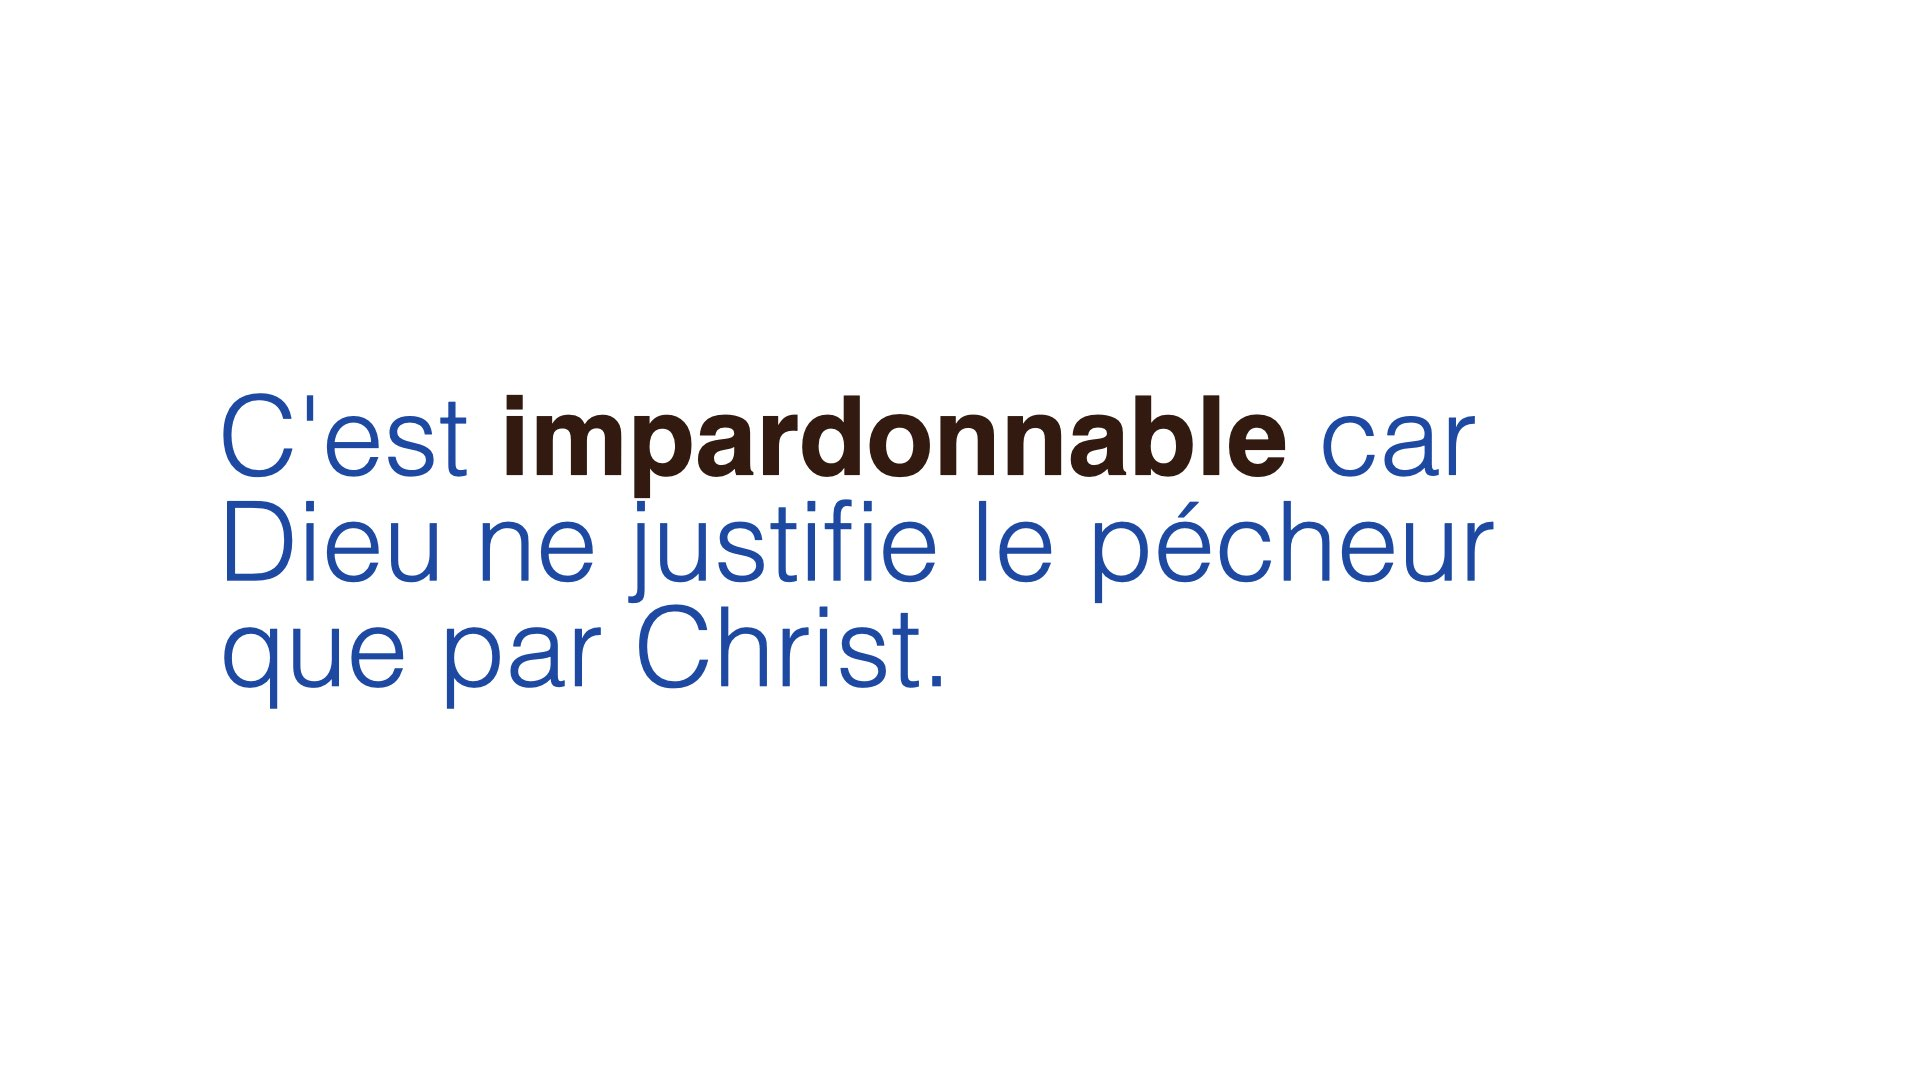 C'est impardonnable car
Dieu ne justifie le pécheur
que par Christ.